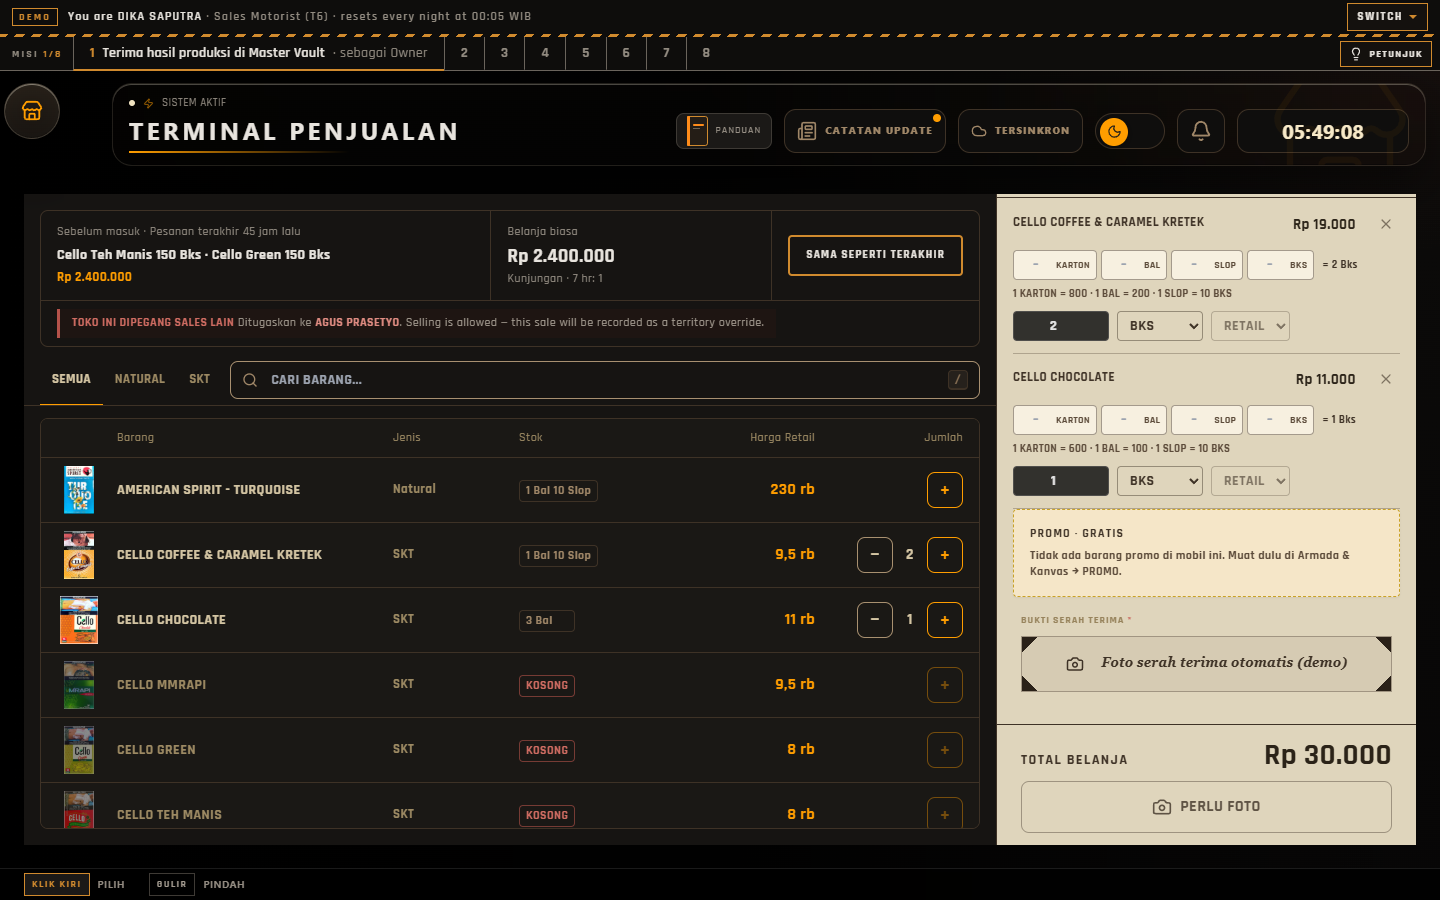 DEMO You are DIKA SAPUTRA · Sales Motorist (T6) · resets every night at 00:05 WIB SWITCH
MISI 1/8 1 Terima hasil produksi di Master Vault · sebagai Owner 2 3 4 5 6 7 8 PETUNJUK
SISTEM AKTIF
TERMINAL PENJUALAN
PANDUAN
CATATAN UPDATE
TERSINKRON
05:49:08
Sebelum masuk · Pesanan terakhir 45 jam lalu
Cello Teh Manis 150 Bks · Cello Green 150 Bks
Rp 2.400.000
Belanja biasa
Rp 2.400.000
Kunjungan · 7 hr: 1
SAMA SEPERTI TERAKHIR
TOKO INI DIPEGANG SALES LAIN Ditugaskan ke AGUS PRASETYO. Selling is allowed — this sale will be recorded as a territory override.
SEMUA NATURAL SKT CARI BARANG... /
Barang Jenis Stok Harga Retail Jumlah
AMERICAN SPIRIT - TURQUOISE Natural 1 Bal 10 Slop 230 rb +
CELLO COFFEE & CARAMEL KRETEK SKT 1 Bal 10 Slop 9,5 rb − 2 +
CELLO CHOCOLATE SKT 3 Bal 11 rb − 1 +
CELLO MMRAPI SKT KOSONG 9,5 rb +
CELLO GREEN SKT KOSONG 8 rb +
CELLO TEH MANIS SKT KOSONG 8 rb +
CELLO COFFEE & CARAMEL KRETEK Rp 19.000 ×
– KARTON – BAL – SLOP – BKS = 2 Bks
1 KARTON = 800 · 1 BAL = 200 · 1 SLOP = 10 BKS
2 BKS RETAIL
CELLO CHOCOLATE Rp 11.000 ×
– KARTON – BAL – SLOP – BKS = 1 Bks
1 KARTON = 600 · 1 BAL = 100 · 1 SLOP = 10 BKS
1 BKS RETAIL
PROMO · GRATIS
Tidak ada barang promo di mobil ini. Muat dulu di Armada &
Kanvas → PROMO.
BUKTI SERAH TERIMA *
Foto serah terima otomatis (demo)
TOTAL BELANJA Rp 30.000
PERLU FOTO
KLIK KIRI PILIH GULIR PINDAH